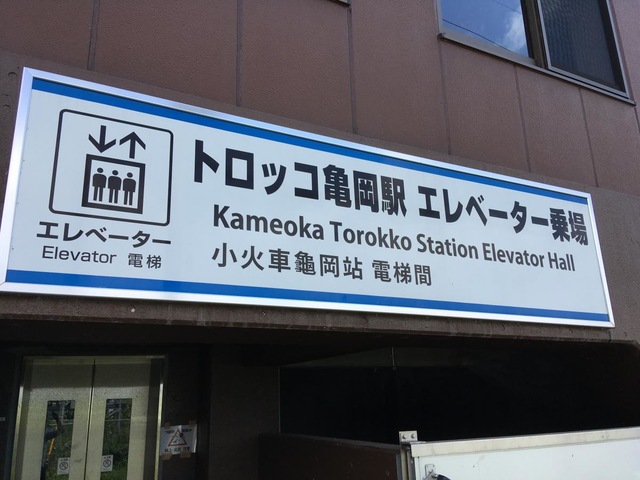 トロッコ亀岡駅 エレベーター乗場
Kameoka Torokko Station Elevator Hall
小火車龜岡站 電梯間
エレベーター
Elevator 電梯